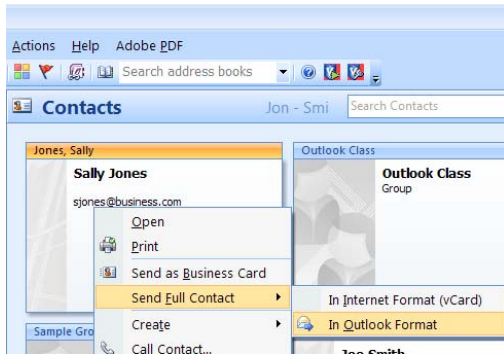 Actions Help Adobe PDF
Search address books
Contacts Jon - Smi Search Contacts
Jones, Sally
Sally Jones
sjones@business.com
Outlook Class
Outlook Class
Group
Open
Print
Send as Business Card
Send Full Contact
Create
Call Contact...
In Internet Format (vCard)
In Outlook Format
Sample Gro
Joe Smith